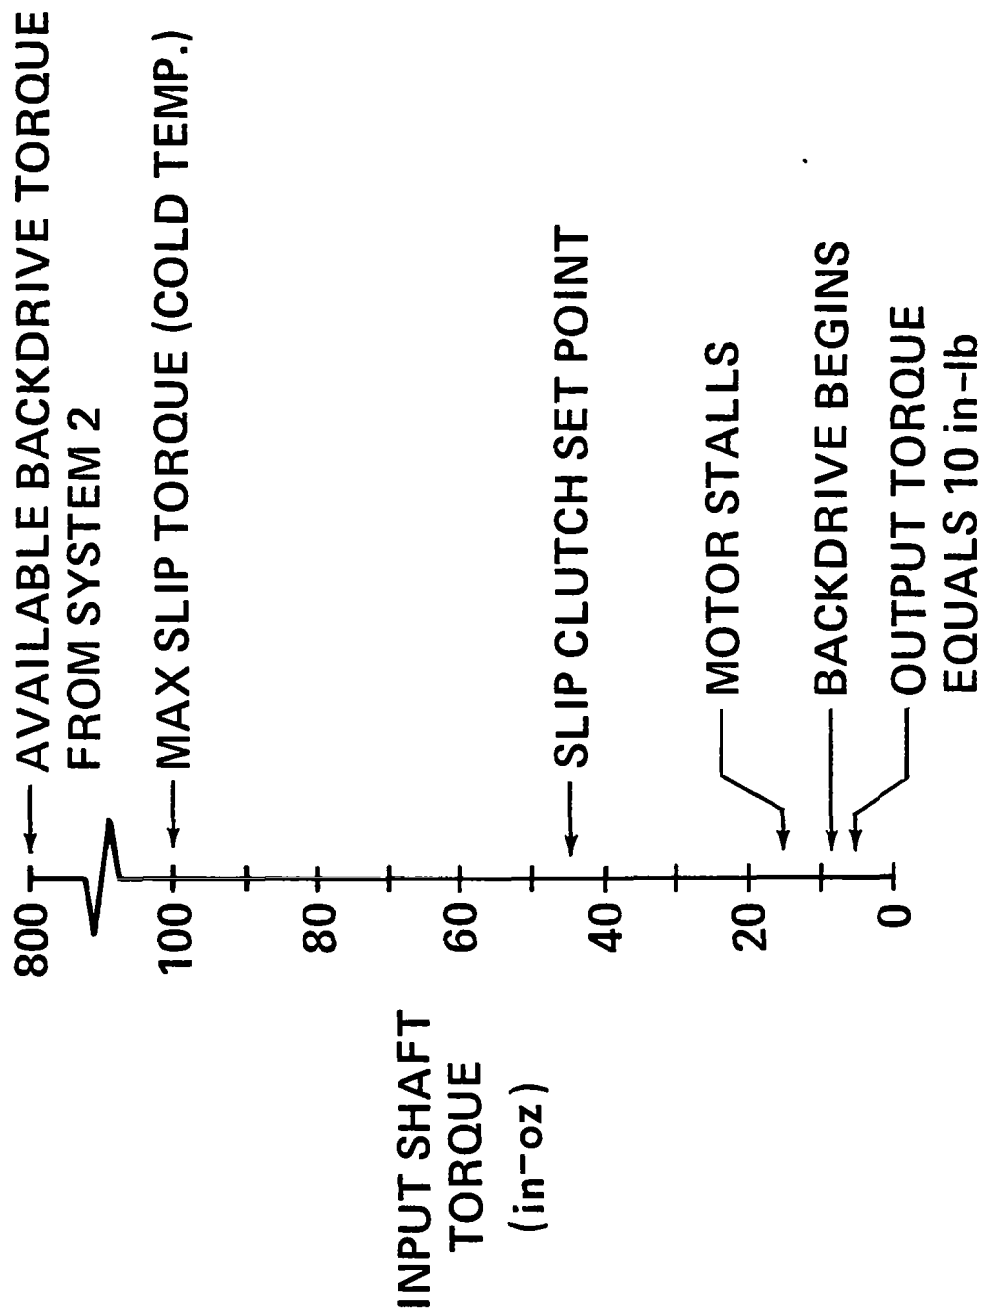 INPUT SHAFT
TORQUE
(in-oz)
800
100
80
60
40
20
0
AVAILABLE BACKDRIVE TORQUE
FROM SYSTEM 2
MAX SLIP TORQUE (COLD TEMP.)
SLIP CLUTCH SET POINT
MOTOR STALLS
BACKDRIVE BEGINS
OUTPUT TORQUE
EQUALS 10 in-lb